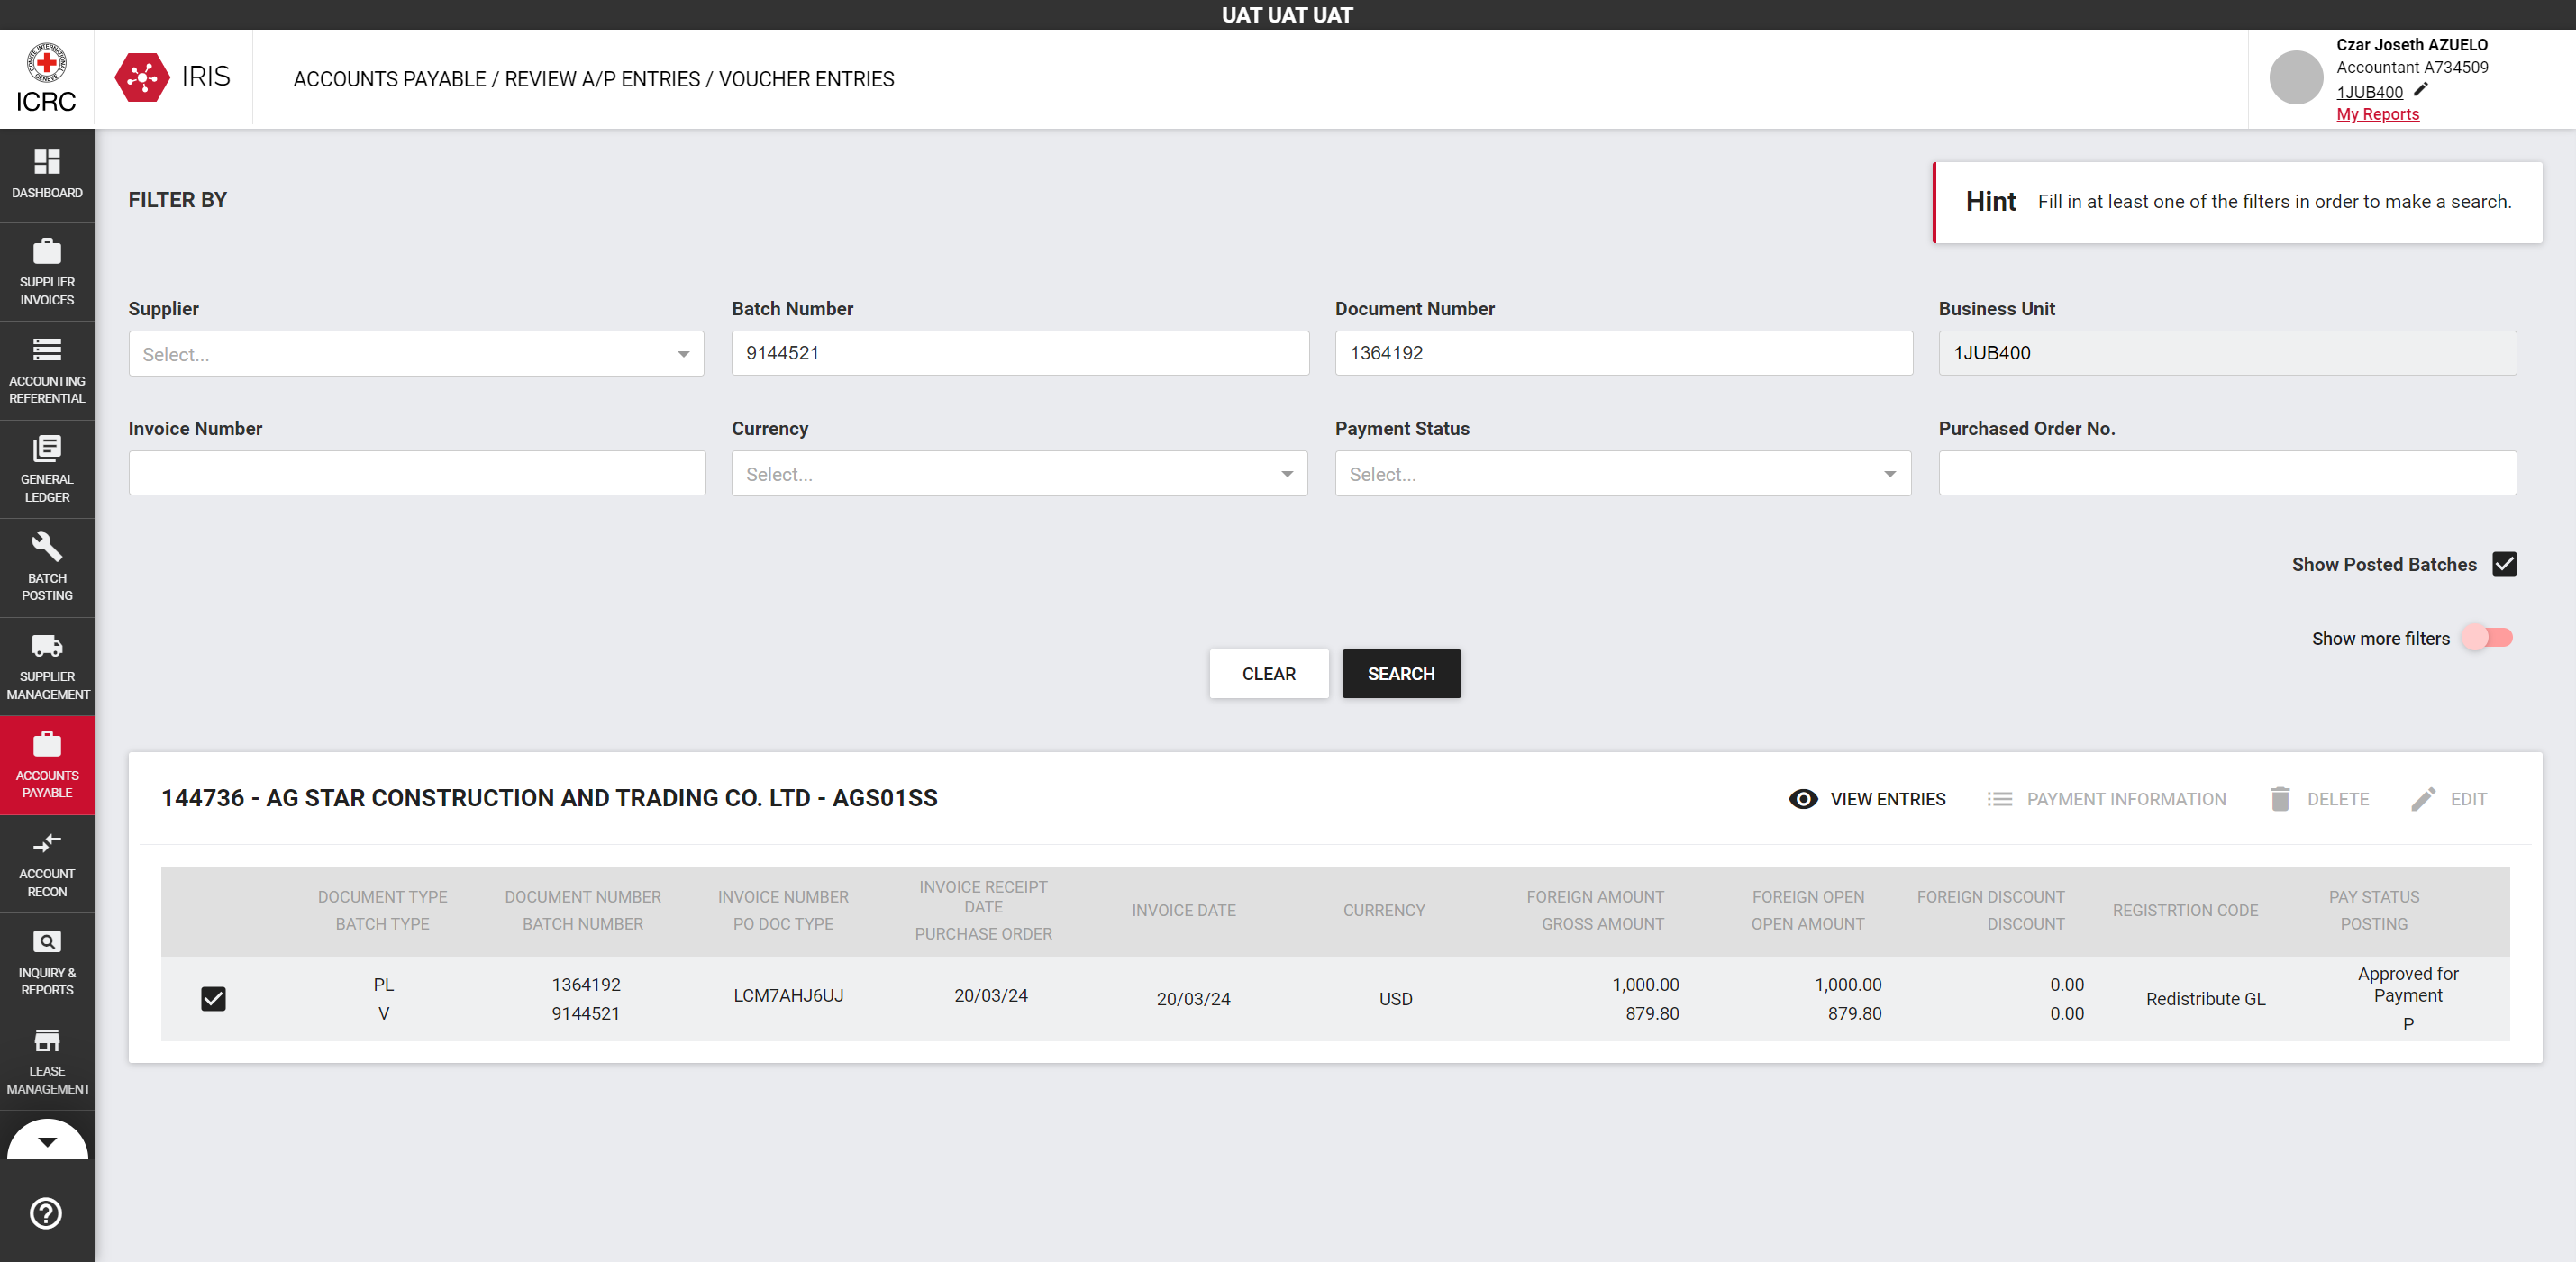 UAT UAT UAT
ICRC
IRIS
ACCOUNTS PAYABLE / REVIEW A/P ENTRIES / VOUCHER ENTRIES
Czar Joseth AZUELO
Accountant A734509
1JUB400
My Reports
DASHBOARD
SUPPLIER
INVOICES
ACCOUNTING
REFERENTIAL
GENERAL
LEDGER
BATCH
POSTING
SUPPLIER
MANAGEMENT
ACCOUNTS
PAYABLE
ACCOUNT
RECON
INQUIRY &
REPORTS
LEASE
MANAGEMENT
FILTER BY
Hint Fill in at least one of the filters in order to make a search.
Supplier
Select...
Batch Number
9144521
Document Number
1364192
Business Unit
1JUB400
Invoice Number
Currency
Select...
Payment Status
Select...
Purchased Order No.
Show Posted Batches
Show more filters
CLEAR
SEARCH
144736 - AG STAR CONSTRUCTION AND TRADING CO. LTD - AGS01SS
VIEW ENTRIES
PAYMENT INFORMATION
DELETE
EDIT
DOCUMENT TYPE
BATCH TYPE
DOCUMENT NUMBER
BATCH NUMBER
INVOICE NUMBER
PO DOC TYPE
INVOICE RECEIPT
DATE
PURCHASE ORDER
INVOICE DATE
CURRENCY
FOREIGN AMOUNT
GROSS AMOUNT
FOREIGN OPEN
OPEN AMOUNT
FOREIGN DISCOUNT
DISCOUNT
REGISTRTION CODE
PAY STATUS
POSTING
PL
V
1364192
9144521
LCM7AHJ6UJ
20/03/24
20/03/24
USD
1,000.00
879.80
1,000.00
879.80
0.00
0.00
Redistribute GL
Approved for
Payment
P